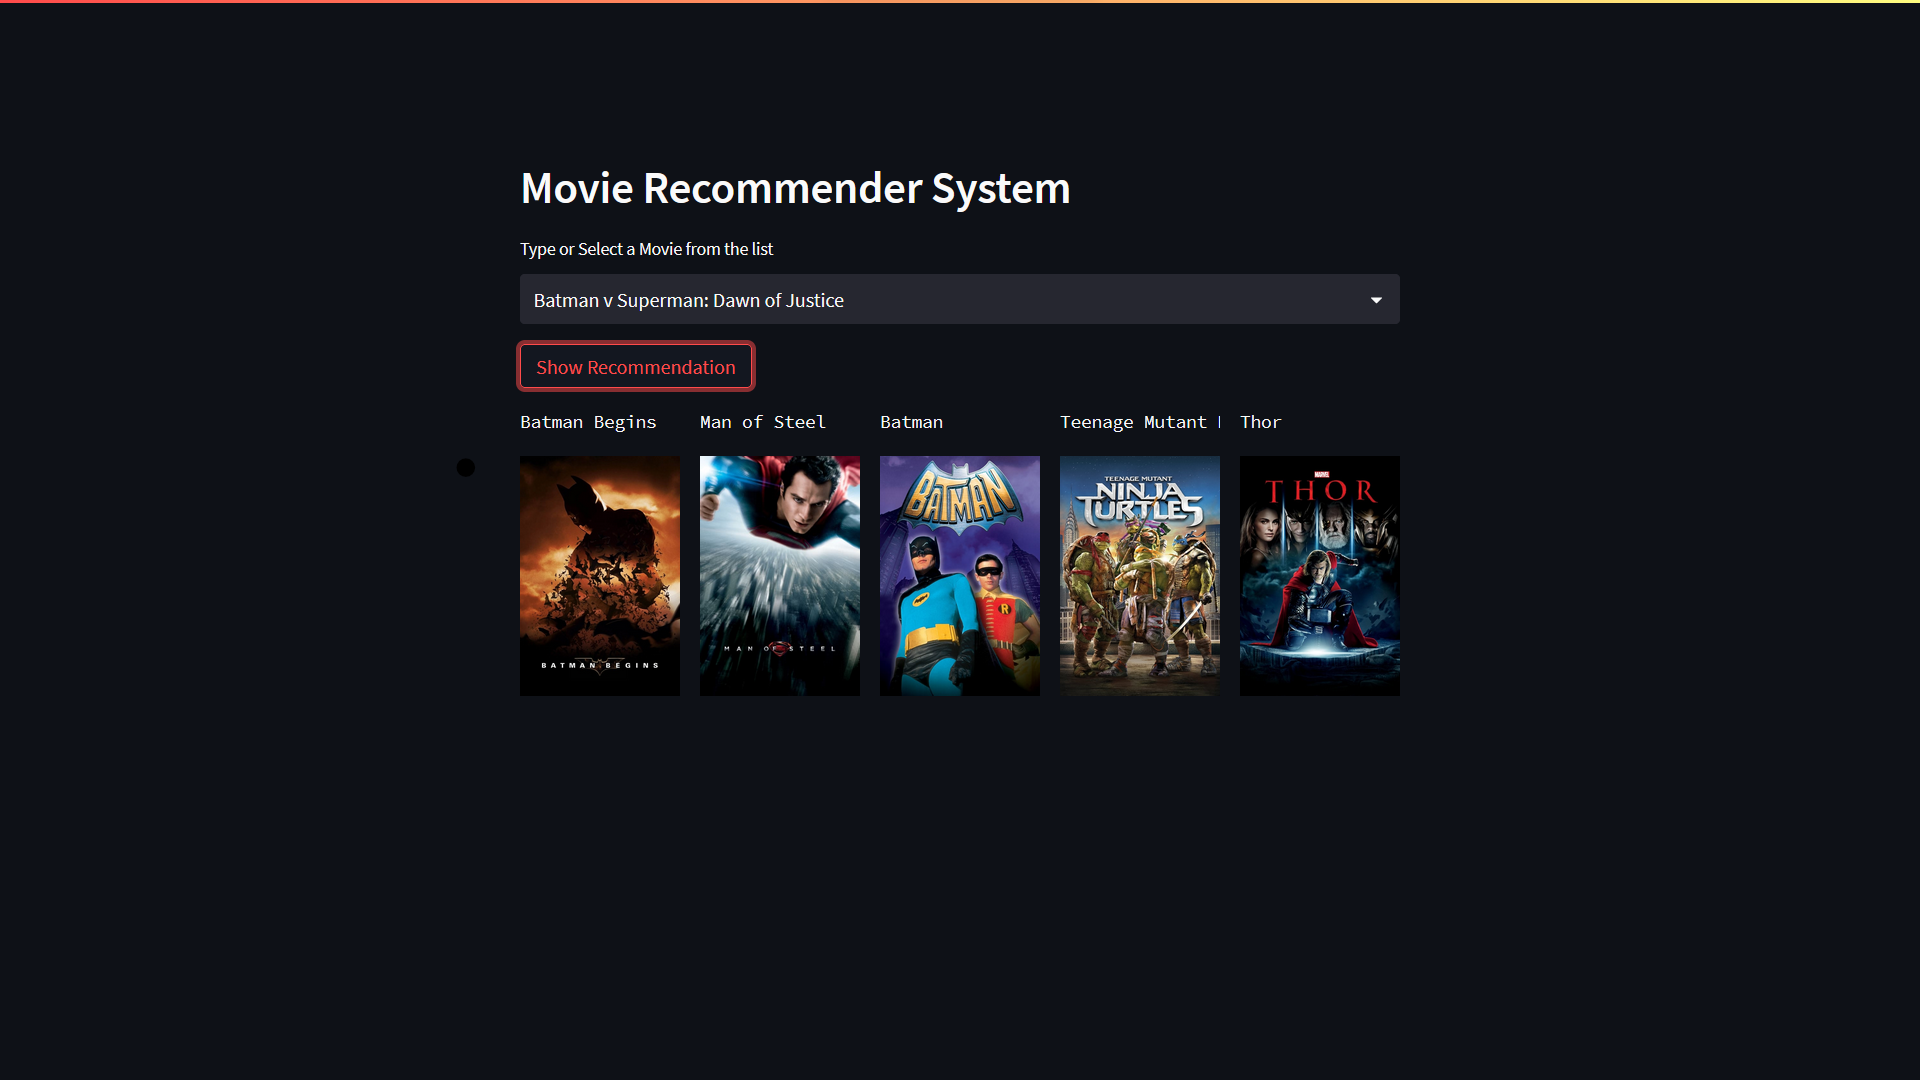 Movie Recommender System
Type or Select a Movie from the list
Batman v Superman: Dawn of Justice
Show Recommendation
Batman Begins
Man of Steel
Batman
Teenage Mutant
Thor
BATMAN BEGINS
MAN OF STEEL
BATMAN
R
TEENAGE MUTANT
NINJA
TURTLES
MARVEL
THOR